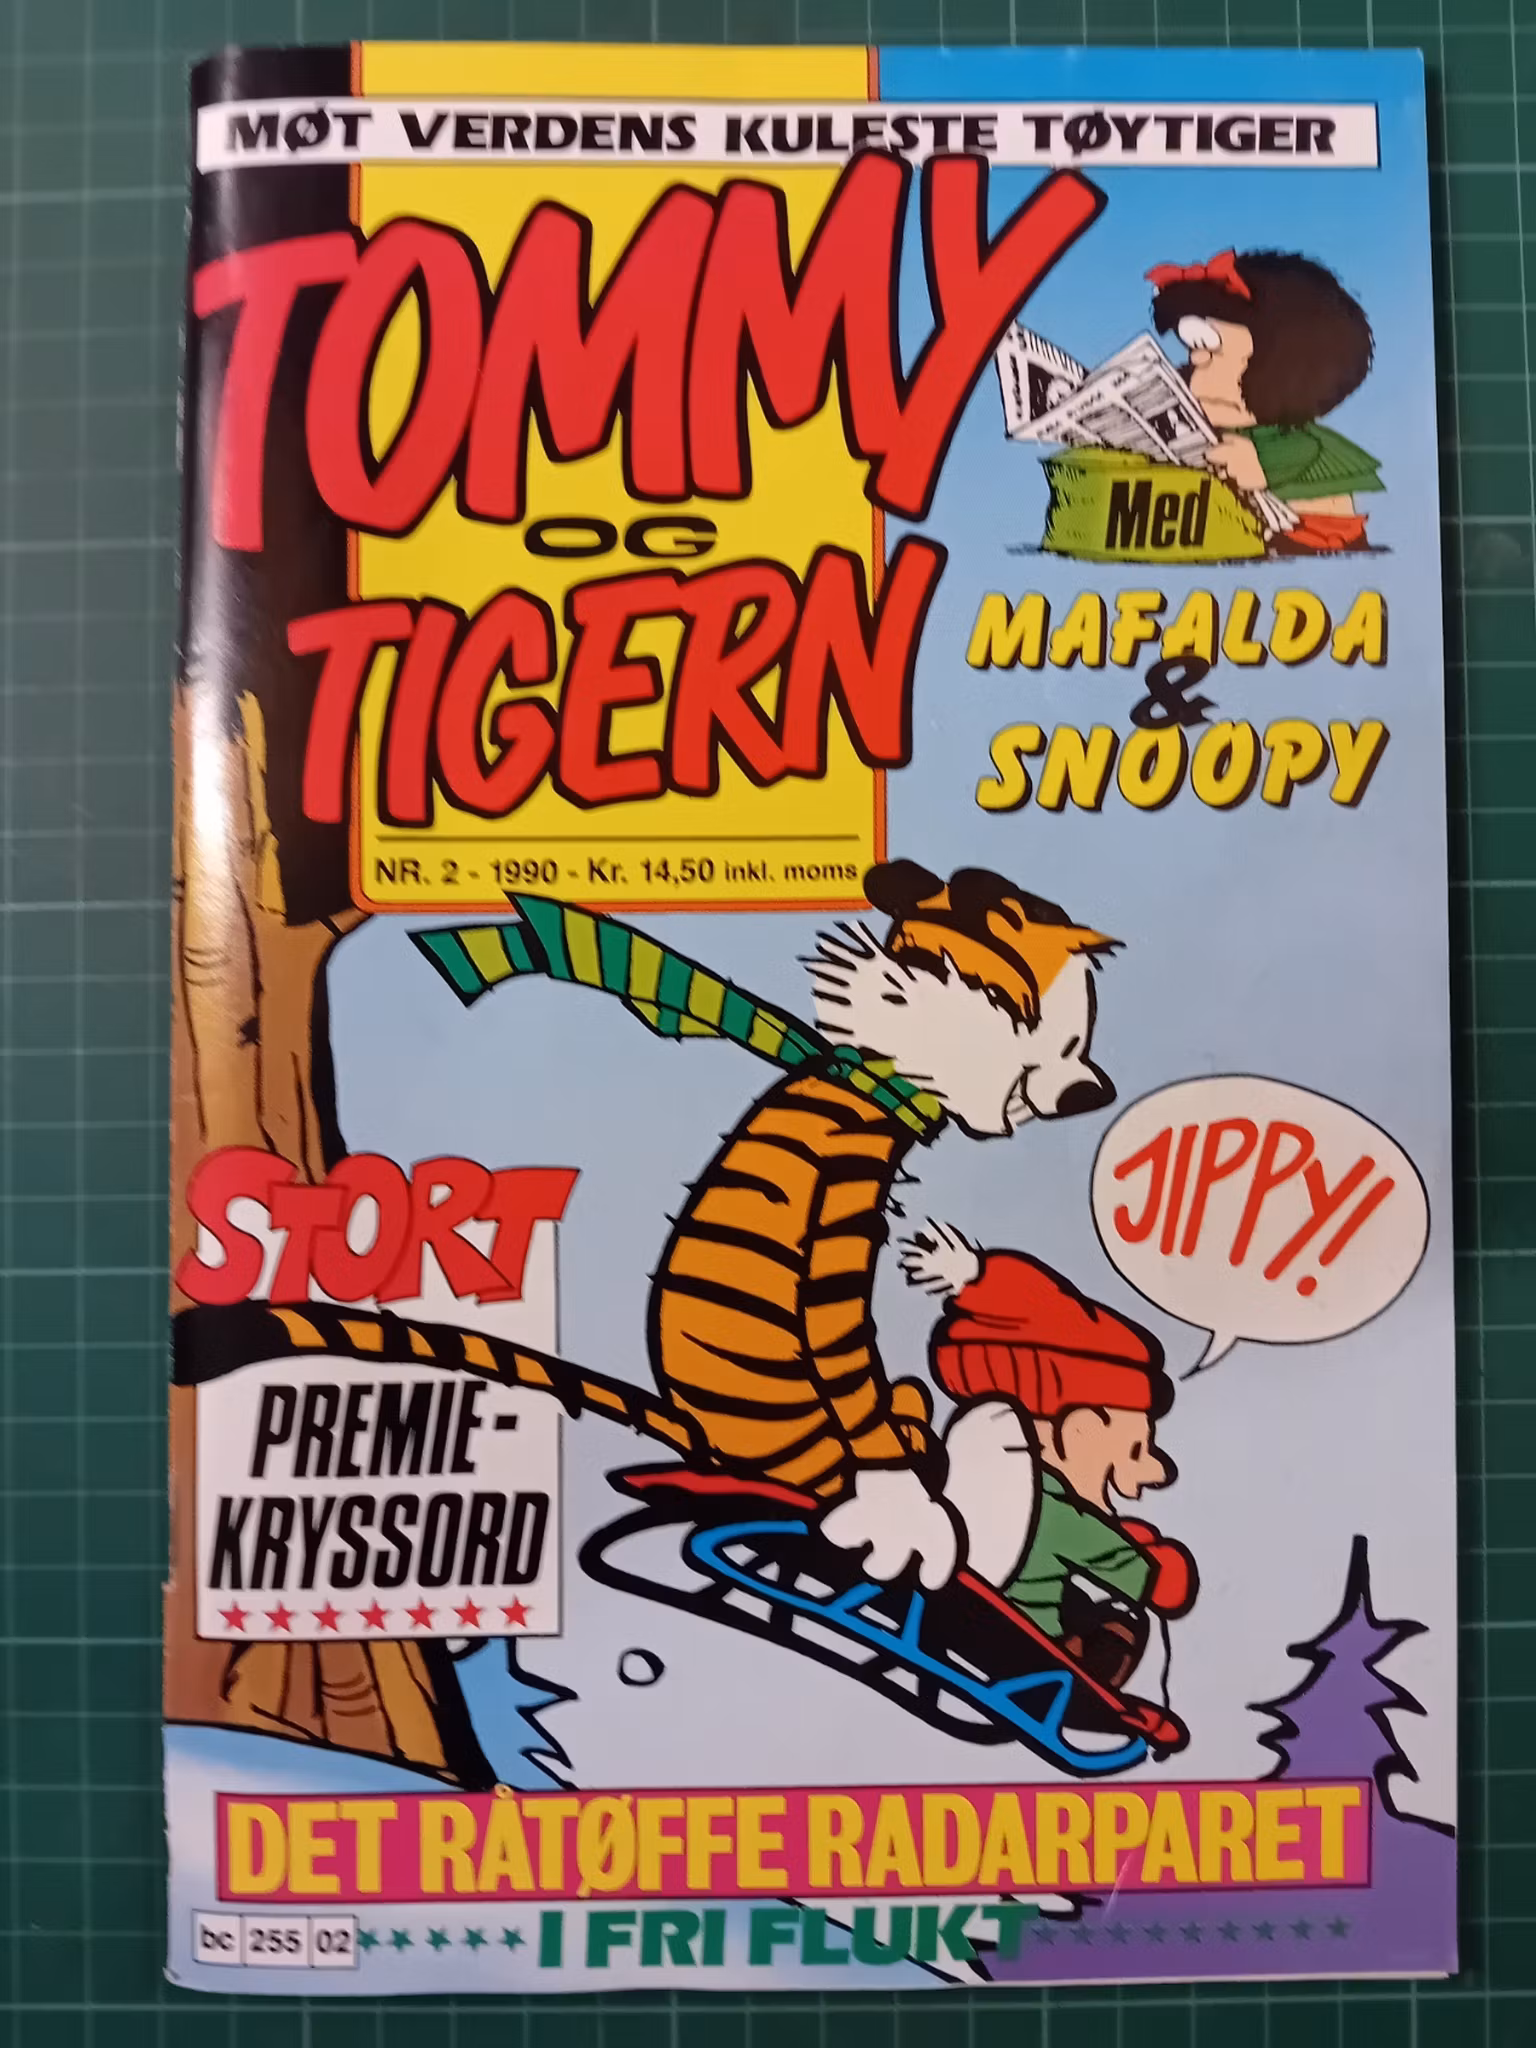 MØT VERDENS KULESTE TØYTIGER
TOMMY
OG
TIGERN
NR. 2 - 1990 - Kr. 14,50 inkl. moms
Med
MAFALDA
&
SNOOPY
JIPPY!
STORT
PREMIE-
KRYSSORD
DET RÅTØFFE RADARPARET
I FRI FLUKT
bc 255 02